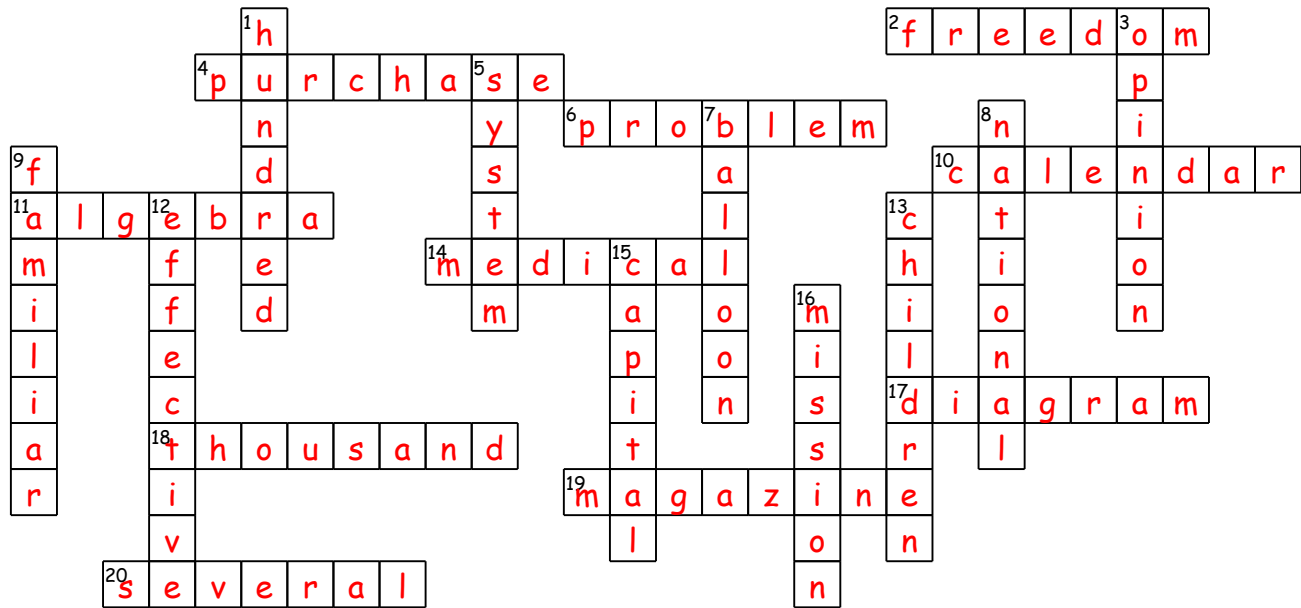 1 hundred
2 freedom
3 opinion
4 purchase
5 system
6 problem
7 balloon
8 national
9 familiar
10 calendar
11 algebra
12 effective
13 children
14 medical
15 capital
16 mission
17 diagram
18 thousand
19 magazine
20 several